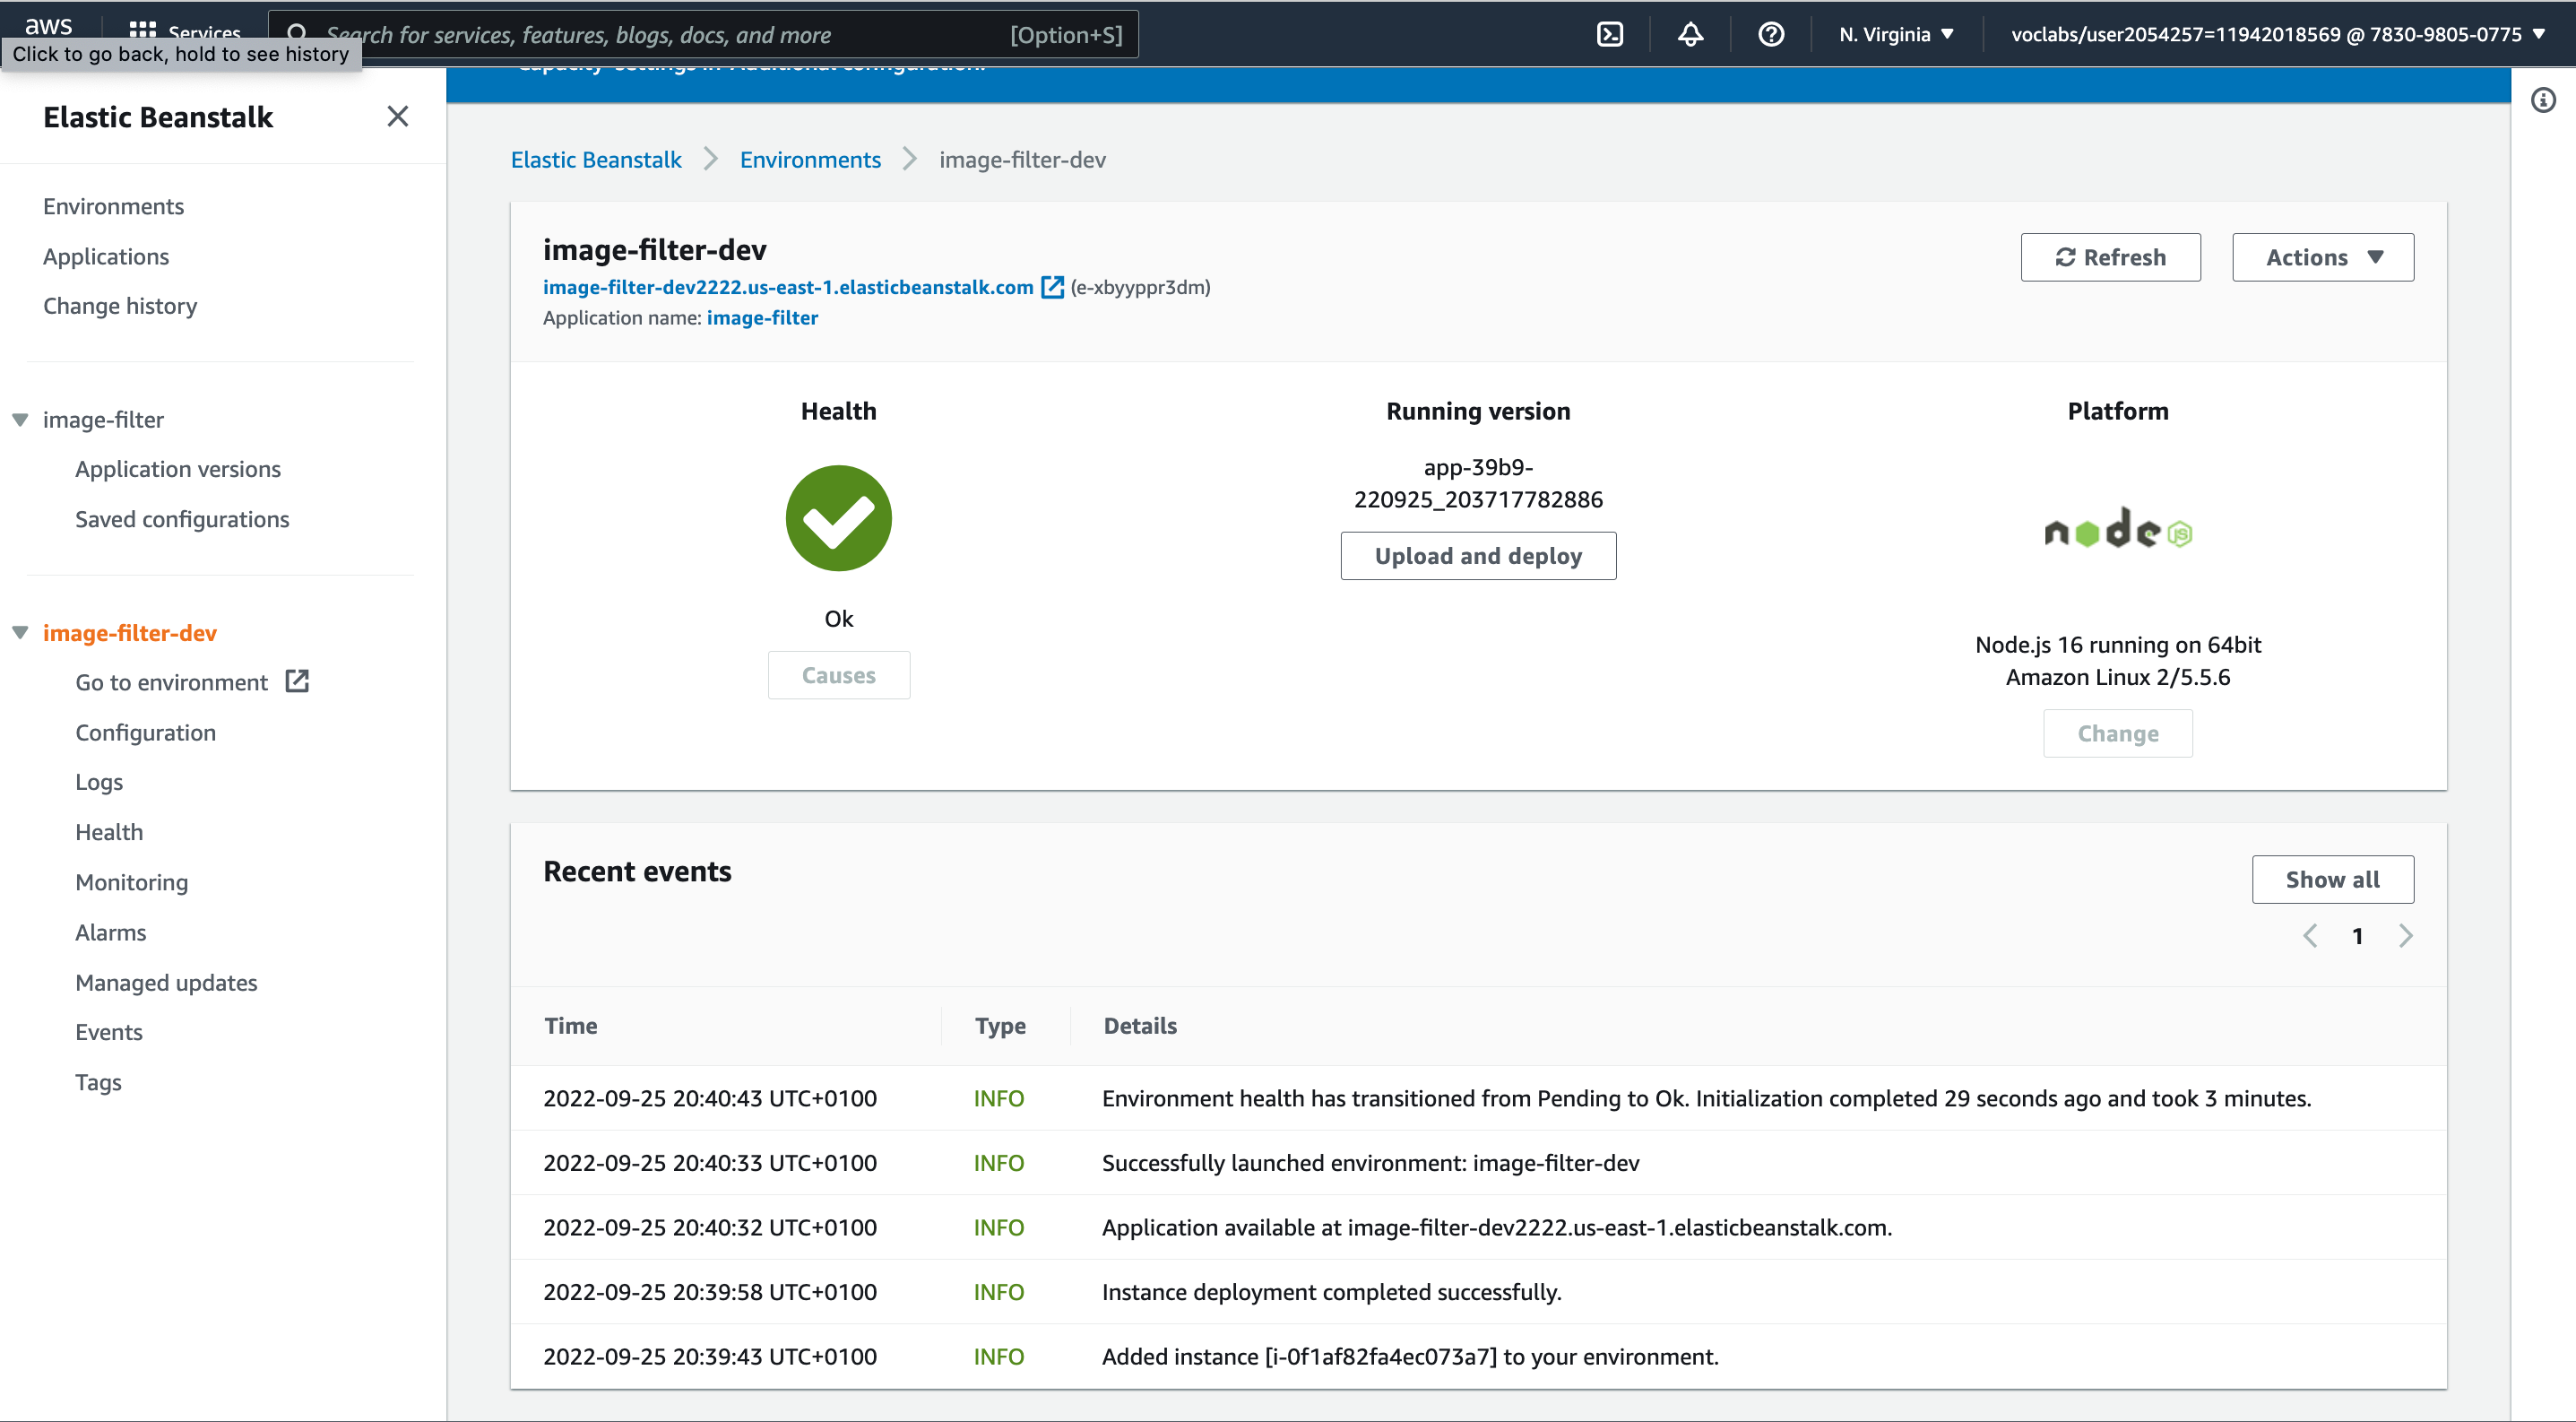 aws
Services
Search for services, features, blogs, docs, and more
[Option+S]
N. Virginia
voclabs/user2054257=11942018569 @ 7830-9805-0775
Click to go back, hold to see history
Elastic Beanstalk
Environments
Applications
Change history
image-filter
Application versions
Saved configurations
image-filter-dev
Go to environment
Configuration
Logs
Health
Monitoring
Alarms
Managed updates
Events
Tags
Elastic Beanstalk
Environments
image-filter-dev
image-filter-dev
image-filter-dev2222.us-east-1.elasticbeanstalk.com (e-xbyyppr3dm)
Application name: image-filter
Refresh
Actions
Health
Ok
Causes
Running version
app-39b9-
220925_203717782886
Upload and deploy
Platform
node JS
Node.js 16 running on 64bit
Amazon Linux 2/5.5.6
Change
Recent events
Show all
1
Time Type Details
2022-09-25 20:40:43 UTC+0100 INFO Environment health has transitioned from Pending to Ok. Initialization completed 29 seconds ago and took 3 minutes.
2022-09-25 20:40:33 UTC+0100 INFO Successfully launched environment: image-filter-dev
2022-09-25 20:40:32 UTC+0100 INFO Application available at image-filter-dev2222.us-east-1.elasticbeanstalk.com.
2022-09-25 20:39:58 UTC+0100 INFO Instance deployment completed successfully.
2022-09-25 20:39:43 UTC+0100 INFO Added instance [i-0f1af82fa4ec073a7] to your environment.